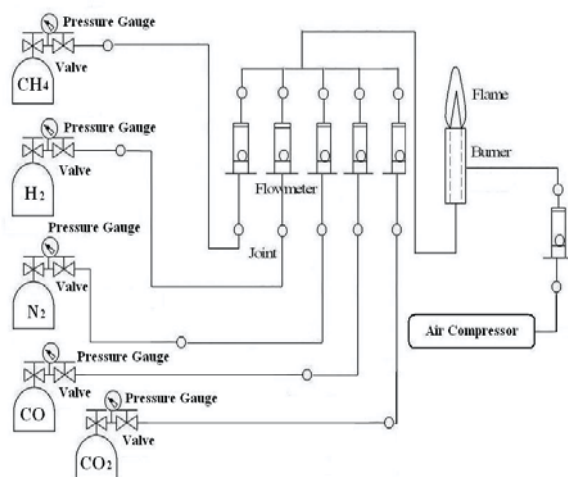 Pressure Gauge
Valve
CH4
Pressure Gauge
Valve
H2
Pressure Gauge
Valve
N2
Pressure Gauge
Valve
CO
Pressure Gauge
Valve
CO2
Flowmeter
Joint
Flame
Burner
Air Compressor